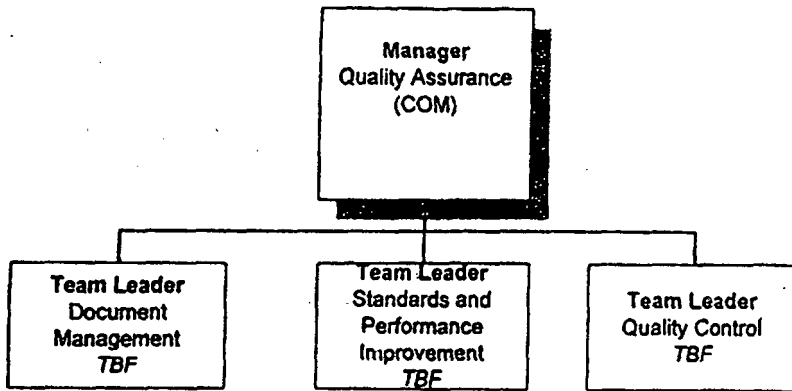 Manager
Quality Assurance
(COM)
Team Leader
Document
Management
TBF
Team Leader
Standards and
Performance
Improvement
TBF
Team Leader
Quality Control
TBF